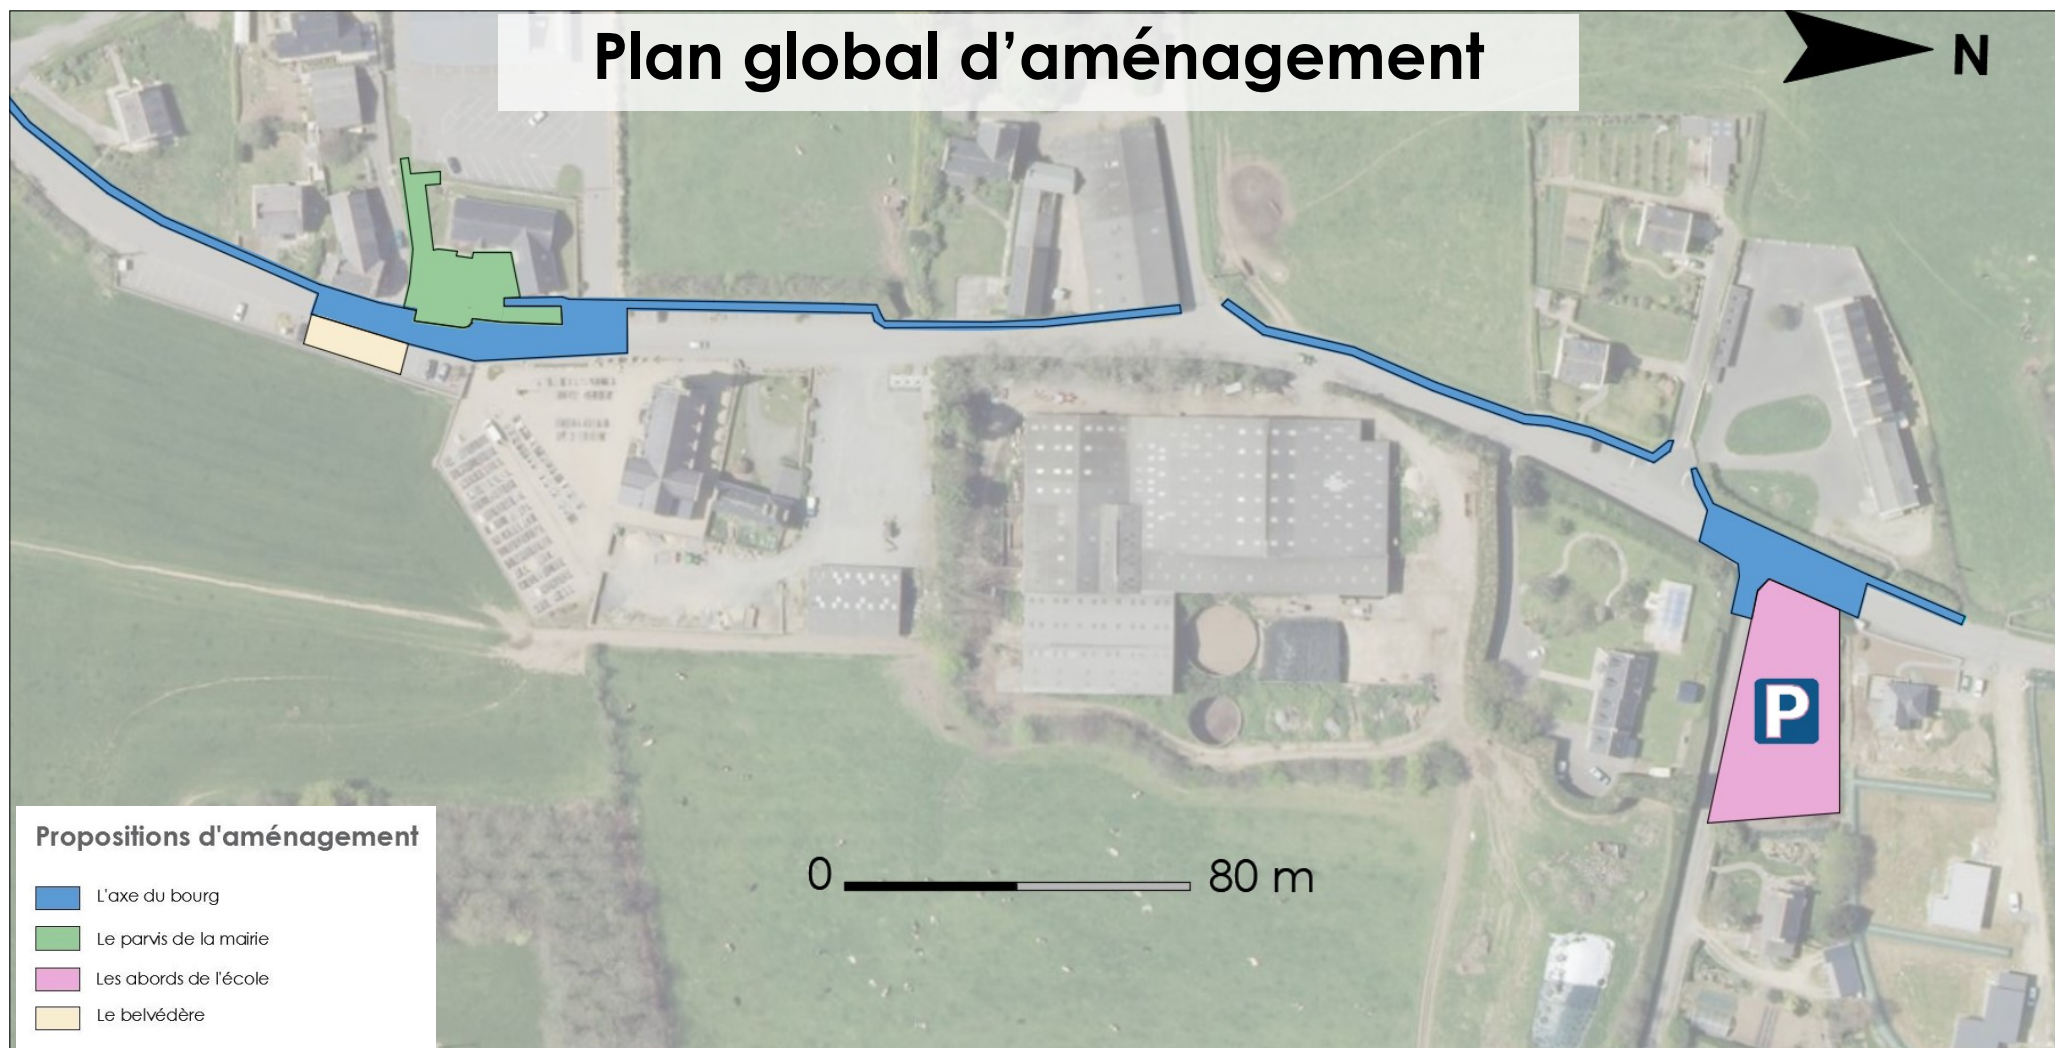 Plan global d’aménagement
N
P
0
80 m
Propositions d'aménagement
L'axe du bourg
Le parvis de la mairie
Les abords de l'école
Le belvédère